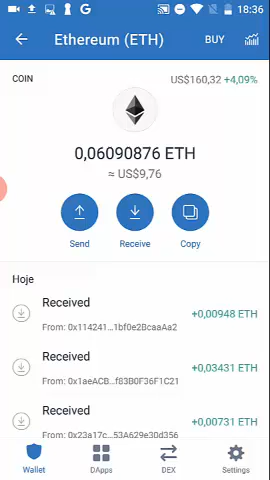 18:36
Ethereum (ETH)
BUY
COIN
US$160,32 +4,09%
0,06090876 ETH
≈ US$9,76
Send
Receive
Copy
Hoje
Received
+0,00948 ETH
From: 0x114241...1bf0e2BcaaAa2
Received
+0,03431 ETH
From: 0x1aeACB...f83B0F36F1C21
Received
+0,00731 ETH
From: 0x23a17c...53A629e30d356
Wallet
DApps
DEX
Settings